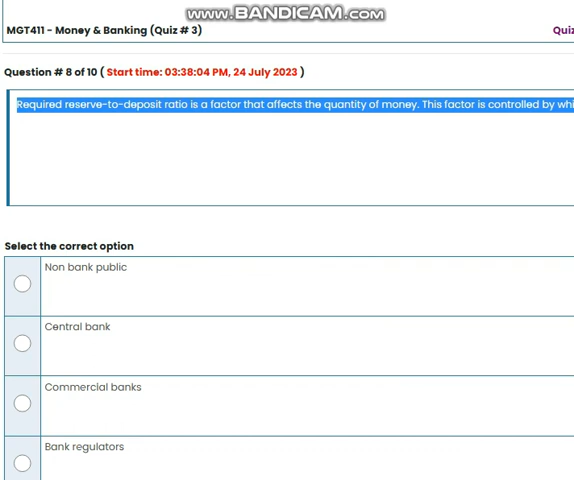 www.BANDICAM.com
MGT411 - Money & Banking (Quiz # 3)
Quiz
Question # 8 of 10 ( Start time: 03:38:04 PM, 24 July 2023 )
Required reserve-to-deposit ratio is a factor that affects the quantity of money. This factor is controlled by whi
Select the correct option
Non bank public
Central bank
Commercial banks
Bank regulators